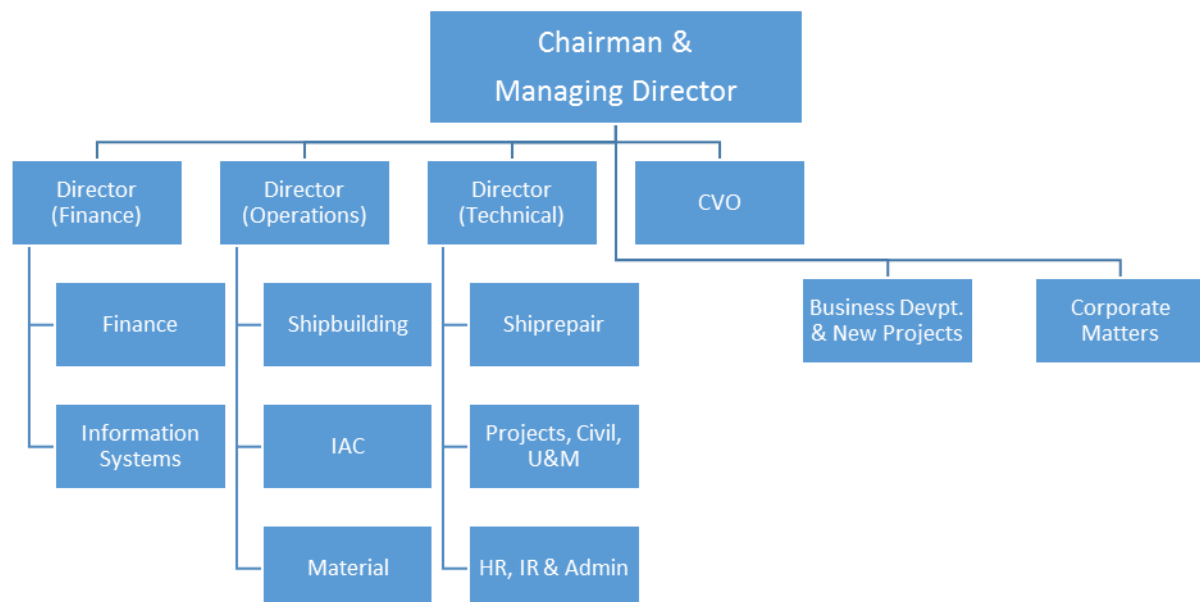 Chairman &
Managing Director
Director
(Finance)
Director
(Operations)
Director
(Technical)
CVO
Business Devpt.
& New Projects
Corporate
Matters
Finance
Shipbuilding
Shiprepair
Information
Systems
IAC
Projects, Civil,
U&M
Material
HR, IR & Admin